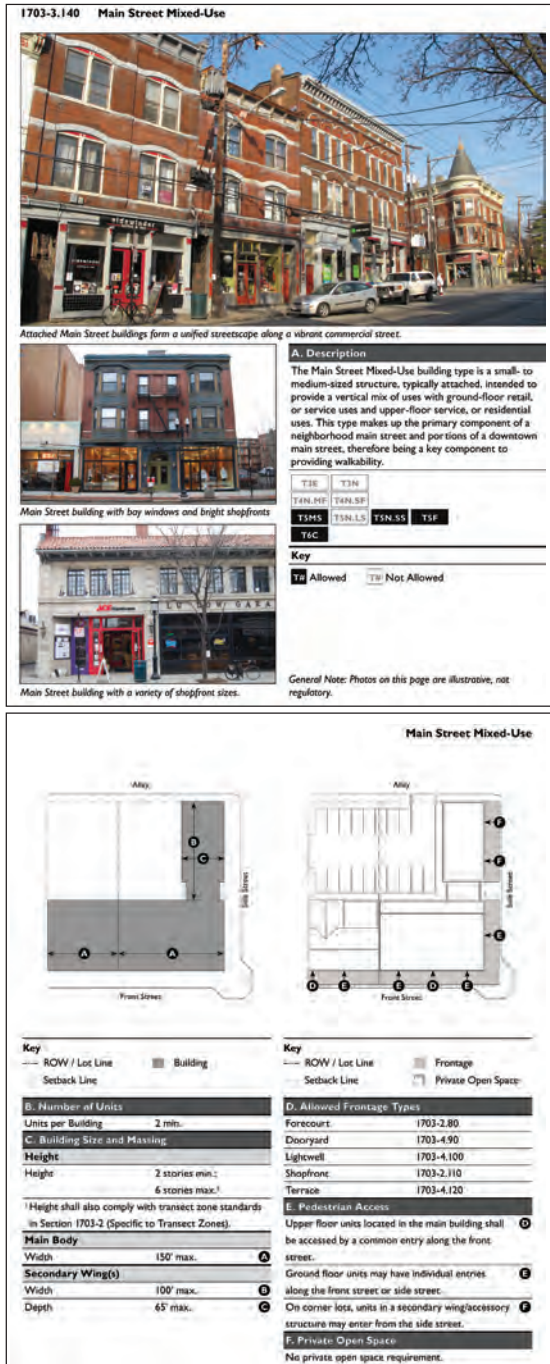 1703-3.140 Main Street Mixed-Use
sidewinder
Attached Main Street buildings form a unified streetscape along a vibrant commercial street.
Main Street building with bay windows and bright shopfronts
ACE Hardware
Main Street building with a variety of shopfront sizes.
A. Description
The Main Street Mixed-Use building type is a small- to
medium-sized structure, typically attached, intended to
provide a vertical mix of uses with ground-floor retail,
or service uses and upper-floor service, or residential
uses. This type makes up the primary component of a
neighborhood main street and portions of a downtown
main street, therefore being a key component to
providing walkability.
T3E T3N
T4N.MF T4N.SF
T5MS T5N.LS T5N.SS T5F
T6C
Key
T# Allowed T# Not Allowed
General Note: Photos on this page are illustrative, not
regulatory.
Main Street Mixed-Use
Alley
B
C
Side Street
A A
Front Street
Key
ROW / Lot Line Building
Setback Line
B. Number of Units
Units per Building 2 min.
C. Building Size and Massing
Height
Height 2 stories min.;
6 stories max.¹
¹ Height shall also comply with transect zone standards
in Section 1703-2 (Specific to Transect Zones).
Main Body
Width 150' max. A
Secondary Wing(s)
Width 100' max. B
Depth 65' max. C
Alley
F
F
Side Street
E
D E E D E
Front Street
Key
ROW / Lot Line Frontage
Setback Line Private Open Space
D. Allowed Frontage Types
Forecourt 1703-2.80
Dooryard 1703-4.90
Lightwell 1703-4.100
Shopfront 1703-2.110
Terrace 1703-4.120
E. Pedestrian Access
Upper floor units located in the main building shall D
be accessed by a common entry along the front
street.
Ground floor units may have individual entries E
along the front street or side street
On corner lots, units in a secondary wing/accessory F
structure may enter from the side street.
F. Private Open Space
No private open space requirement.